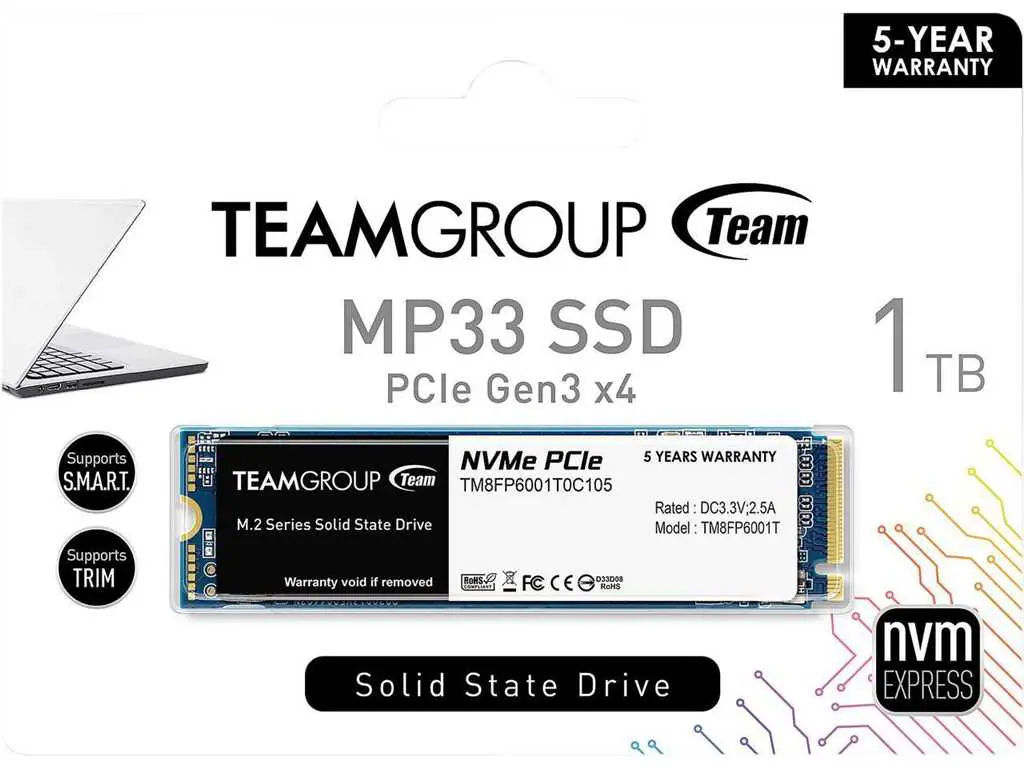 5-YEAR
WARRANTY
TEAMGROUP Team
MP33 SSD
PCIe Gen3 x4
1 TB
Supports
S.M.A.R.T.
Supports
TRIM
TEAMGROUP Team
M.2 Series Solid State Drive
Warranty void if removed
NVMe PCIe
5 YEARS WARRANTY
TM8FP6001T0C105
Rated : DC3.3V;2.5A
Model : TM8FP6001T
RoHS
COMPLIANT
FC CE
D33D08
RoHS
nvm
EXPRESS
Solid State Drive